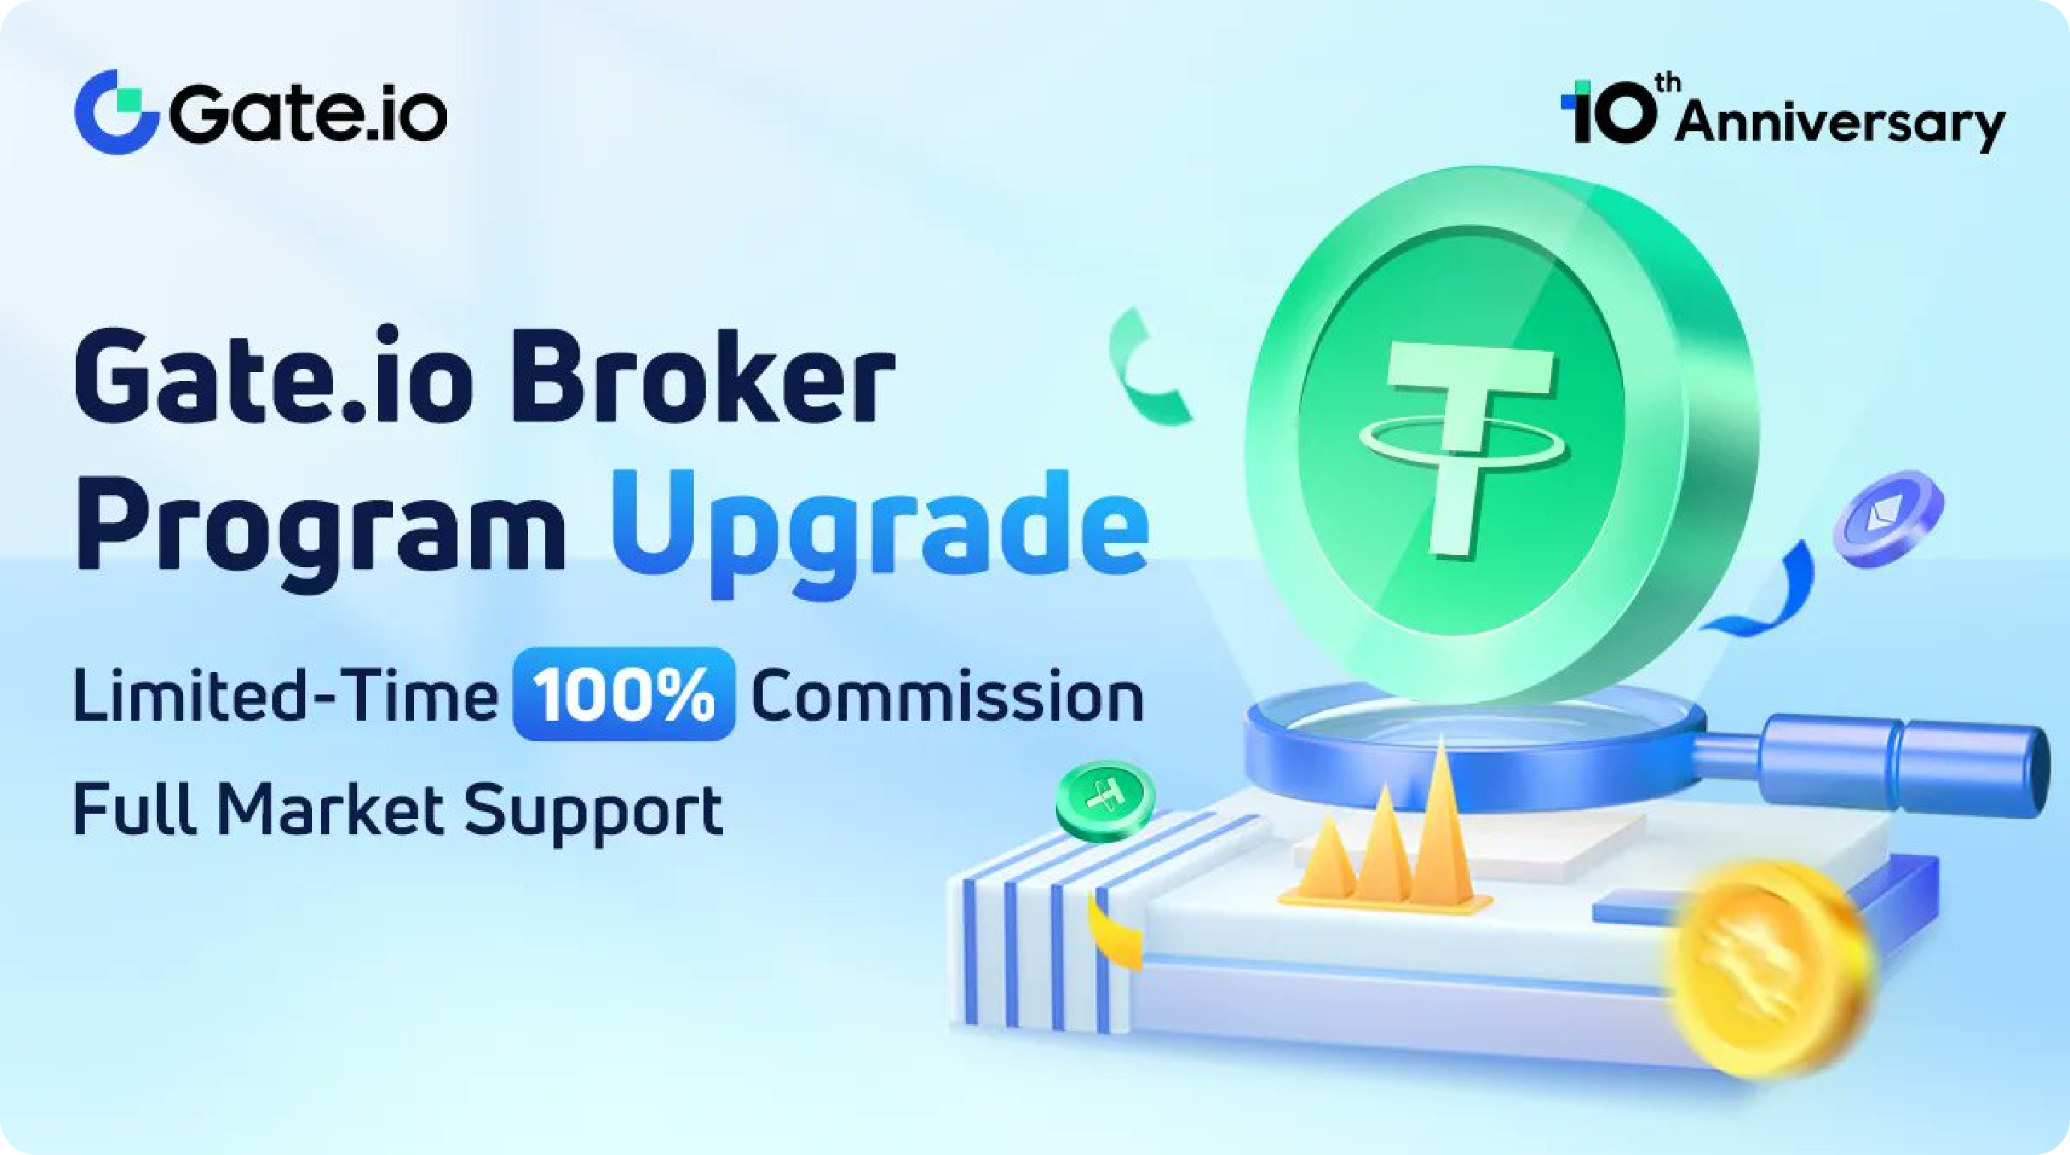 Gate.io
10th Anniversary
Gate.io Broker
Program Upgrade
Limited-Time 100% Commission
Full Market Support